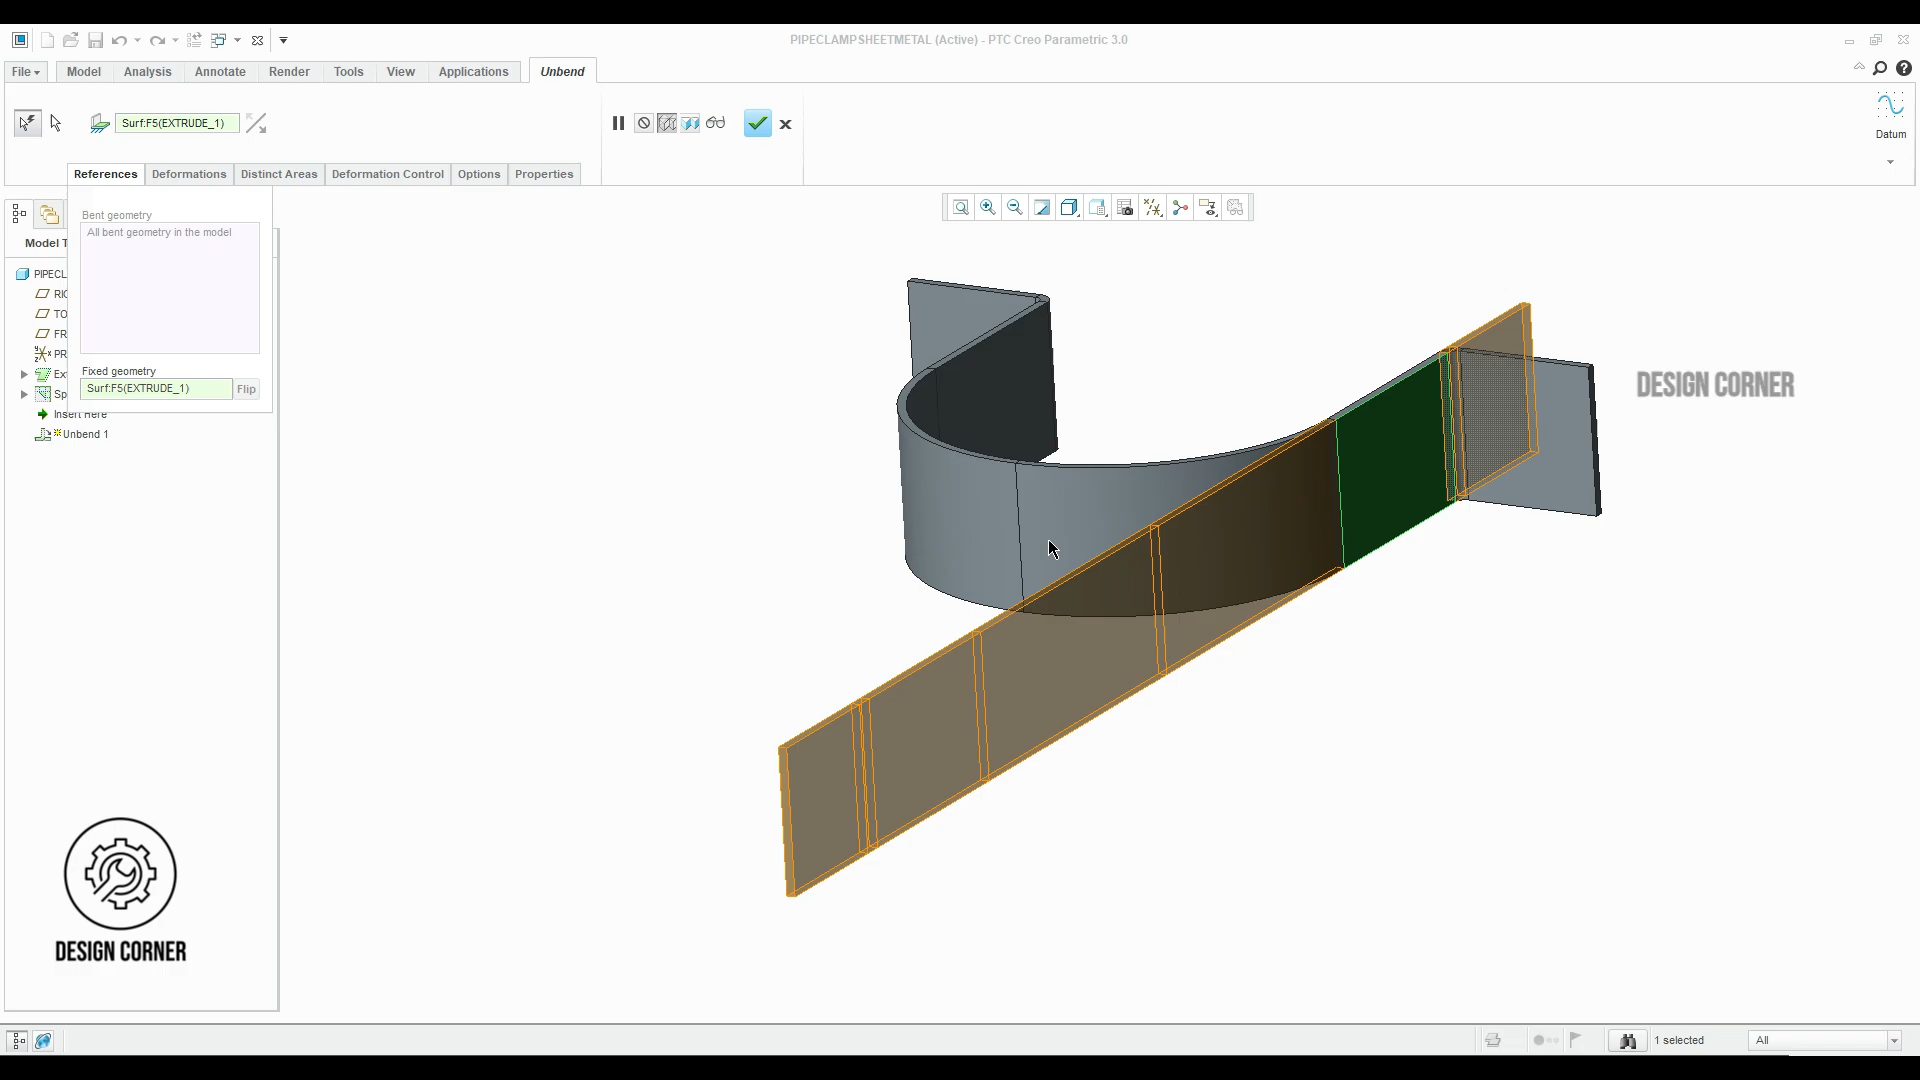 PIPECLAMPSHEETMETAL (Active) - PTC Creo Parametric 3.0
File Model Analysis Annotate Render Tools View Applications Unbend
Surf:F5(EXTRUDE_1)
Datum
References Deformations Distinct Areas Deformation Control Options Properties
Bent geometry
All bent geometry in the model
Model T
PIPECL
RIG
TO
FR
PR
Ext
Sp
Fixed geometry
Surf:F5(EXTRUDE_1) Flip
Insert Here
Unbend 1
DESIGN CORNER
DESIGN CORNER
1 selected
All